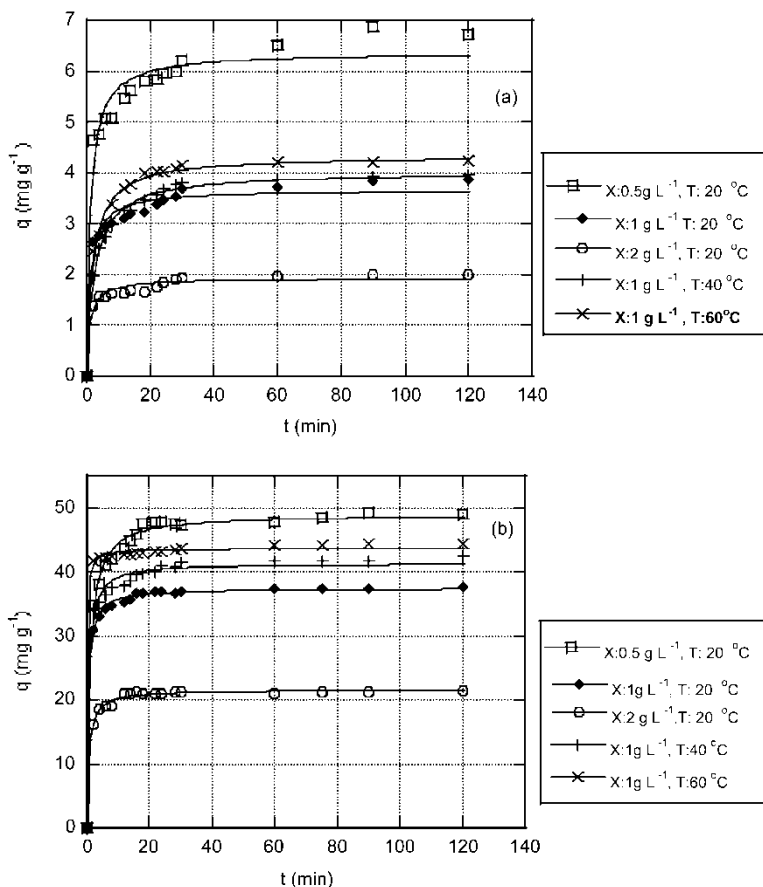 7
6
5
4
3
2
1
0
q (mg g⁻¹)
(a)
0 20 40 60 80 100 120 140
t (min)
X:0.5g L⁻¹, T: 20 °C
X:1 g L⁻¹ T: 20 °C
X:2 g L⁻¹, T: 20 °C
X:1 g L⁻¹, T:40 °C
X:1 g L⁻¹, T:60°C
50
40
30
20
10
0
q (mg g⁻¹)
(b)
0 20 40 60 80 100 120 140
t (min)
X:0.5 g L⁻¹, T: 20 °C
X:1g L⁻¹, T: 20 °C
X:2 g L⁻¹,T: 20 °C
X:1g L⁻¹, T:40 °C
X:1g L⁻¹, T:60 °C